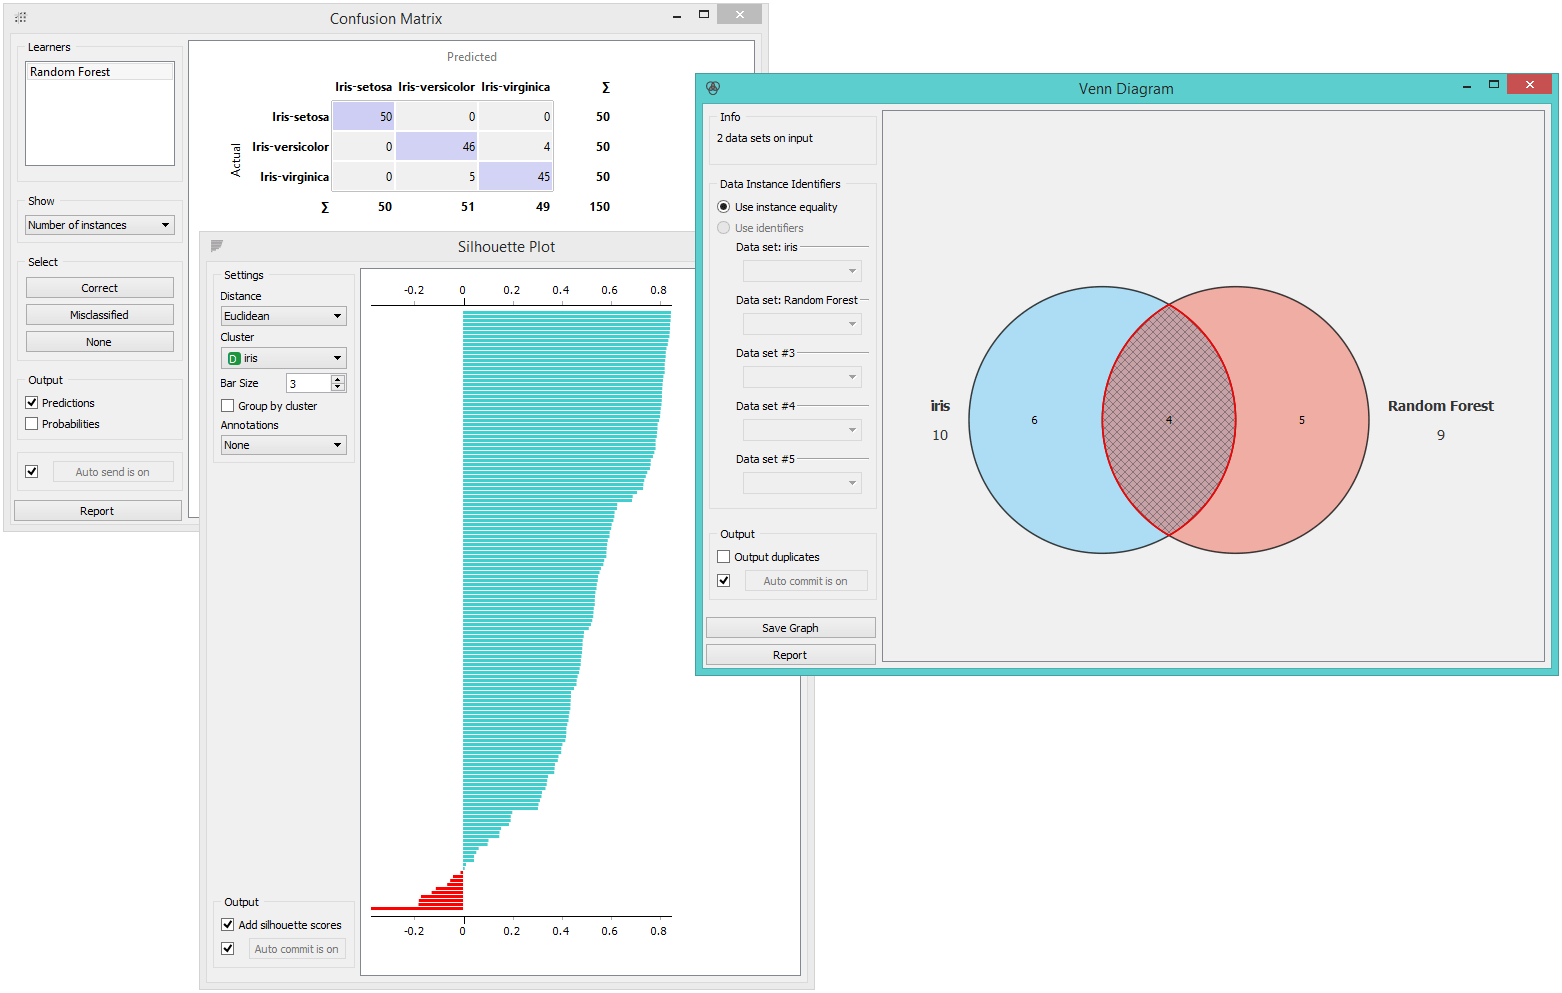 Confusion Matrix
Learners
Random Forest
Show
Number of instances
Select
Correct
Misclassified
None
Output
Predictions
Probabilities
Auto send is on
Report
Predicted
Iris-setosa Iris-versicolor Iris-virginica Σ
Actual
Iris-setosa 50 0 0 50
Iris-versicolor 0 46 4 50
Iris-virginica 0 5 45 50
Σ 50 51 49 150
Silhouette Plot
Settings
Distance
Euclidean
Cluster
D iris
Bar Size 3
Group by cluster
Annotations
None
Output
Add silhouette scores
Auto commit is on
-0.2 0 0.2 0.4 0.6 0.8
-0.2 0 0.2 0.4 0.6 0.8
Venn Diagram
Info
2 data sets on input
Data Instance Identifiers
Use instance equality
Use identifiers
Data set: iris
Data set: Random Forest
Data set #3
Data set #4
Data set #5
Output
Output duplicates
Auto commit is on
Save Graph
Report
iris
10
6
4
5
Random Forest
9